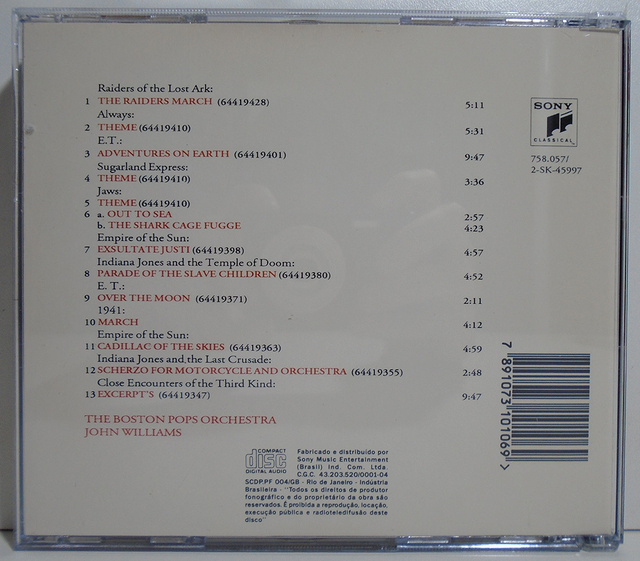 Raiders of the Lost Ark:
1 THE RAIDERS MARCH (64419428) 5:11
Always:
2 THEME (64419410) 5:31
E.T.:
3 ADVENTURES ON EARTH (64419401) 9:47
Sugarland Express:
4 THEME (64419410) 3:36
Jaws:
5 THEME (64419410)
6 a. OUT TO SEA 2:57
b. THE SHARK CAGE FUGGE 4:23
Empire of the Sun:
7 EXSULTATE JUSTI (64419398) 4:57
Indiana Jones and the Temple of Doom:
8 PARADE OF THE SLAVE CHILDREN (64419380) 4:52
E. T.:
9 OVER THE MOON (64419371) 2:11
1941:
10 MARCH 4:12
Empire of the Sun:
11 CADILLAC OF THE SKIES (64419363) 4:59
Indiana Jones and the Last Crusade:
12 SCHERZO FOR MOTORCYCLE AND ORCHESTRA (64419355) 2:48
Close Encounters of the Third Kind:
13 EXCERPT'S (64419347) 9:47
THE BOSTON POPS ORCHESTRA
JOHN WILLIAMS
SONY
CLASSICAL
758.057/
2-SK-45997
7 891073 101069 >
COMPACT
disc
DIGITAL AUDIO
Fabricado e distribuído por
Sony Music Entertainment
(Brasil) Ind. Com. Ltda.
C.G.C. 43.203.520/0001-04
SCDP.PF 004/GB - Rio de Janeiro - Indústria
Brasileira - "Todos os direitos de produtor
fonográfico e do proprietário da obra são
reservados. É proibida a reprodução, locação,
execução pública e radioteledifusão deste
disco"